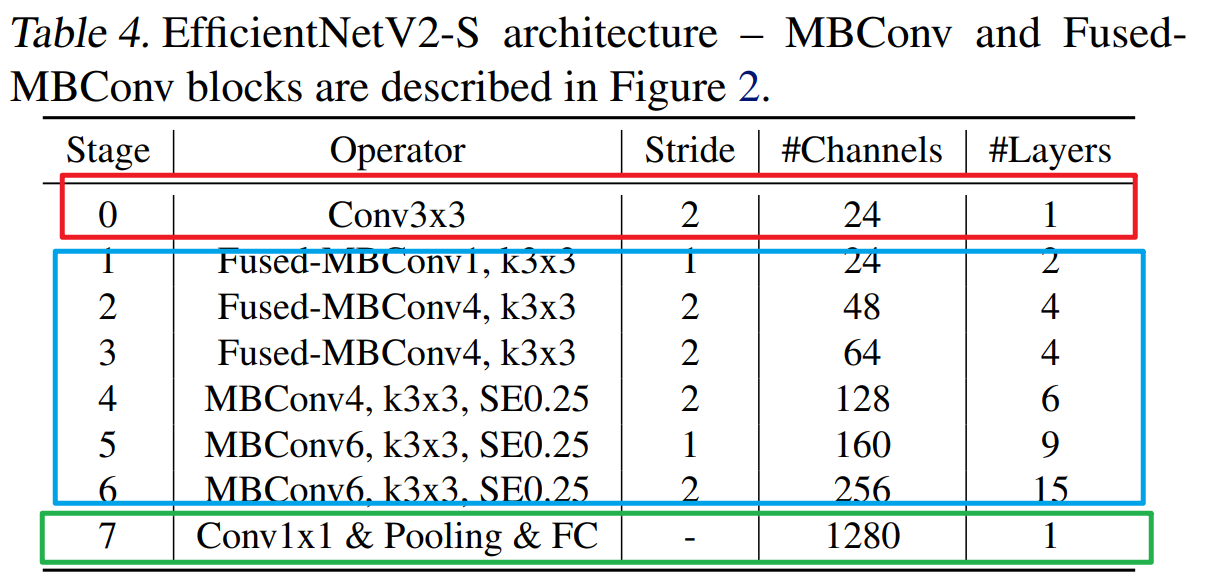 Table 4. EfficientNetV2-S architecture – MBConv and Fused-
MBConv blocks are described in Figure 2.
Stage Operator Stride #Channels #Layers
0 Conv3x3 2 24 1
1 Fused-MBConv1, k3x3 1 24 2
2 Fused-MBConv4, k3x3 2 48 4
3 Fused-MBConv4, k3x3 2 64 4
4 MBConv4, k3x3, SE0.25 2 128 6
5 MBConv6, k3x3, SE0.25 1 160 9
6 MBConv6, k3x3, SE0.25 2 256 15
7 Conv1x1 & Pooling & FC - 1280 1